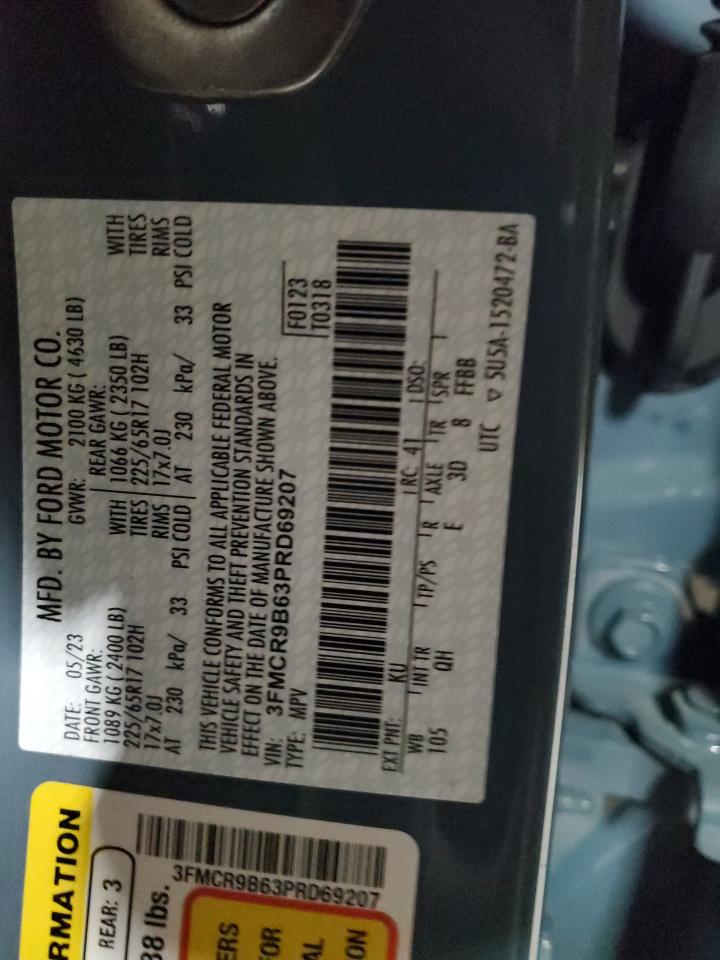 MFD. BY FORD MOTOR CO.
DATE: 05/23 GVWR: 2100 KG ( 4630 LB)
FRONT GAWR: REAR GAWR:
1089 KG ( 2400 LB) WITH 1066 KG ( 2350 LB) WITH
225/65R17 102H TIRES 225/65R17 102H TIRES
17x7.0J RIMS 17x7.0J RIMS
AT 230 kPa/ 33 PSI COLD AT 230 kPa/ 33 PSI COLD
THIS VEHICLE CONFORMS TO ALL APPLICABLE FEDERAL MOTOR
VEHICLE SAFETY AND THEFT PREVENTION STANDARDS IN
EFFECT ON THE DATE OF MANUFACTURE SHOWN ABOVE.
VIN: 3FMCR9B63PRD69207
TYPE: MPV
F0123
T0318
EXT PNT: KU RC: 41 DSO:
WB INT TR TP/PS R AXLE TR SPR
105 QH E 3D 8 FFBB
UTC ▽ 5U5A-1520472-BA
RMATION
REAR: 3
38 lbs.
3FMCR9B63PRD69207
ERS
FOR
AL
ON